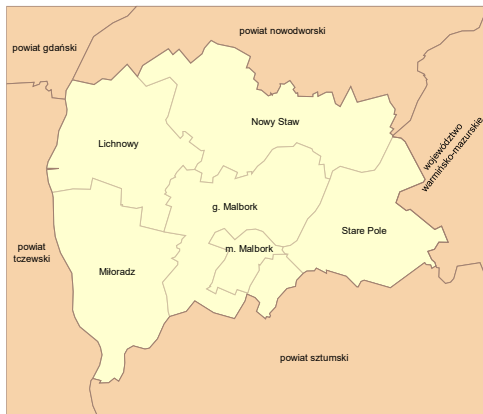 powiat nowodworski
powiat gdański
Nowy Staw
Lichnowy
województwo
warmińsko-mazurskie
g. Malbork
Stare Pole
m. Malbork
powiat
tczewski
Miłoradz
powiat sztumski